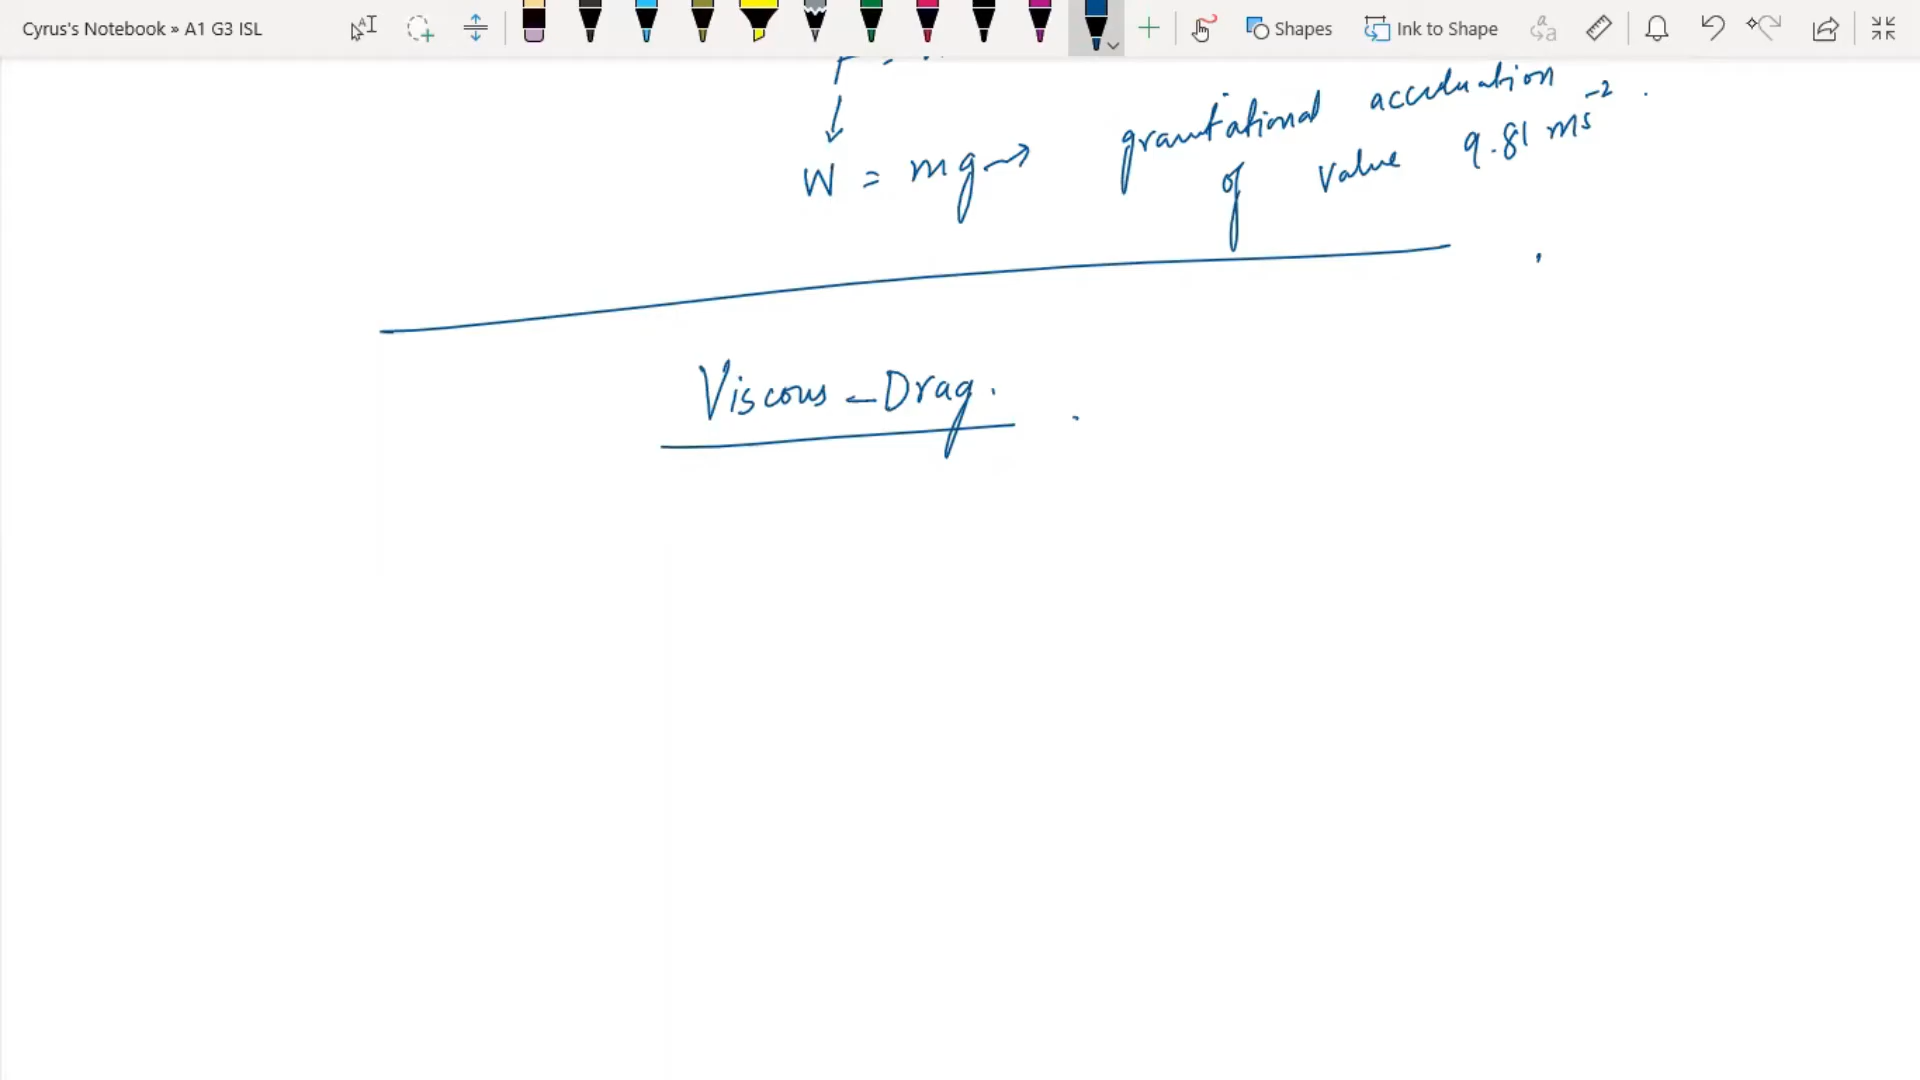 Cyrus's Notebook » A1 G3 ISL
Shapes
Ink to Shape
W = mg → gravitational acceleration
of value 9.81 ms⁻².
Viscous - Drag.